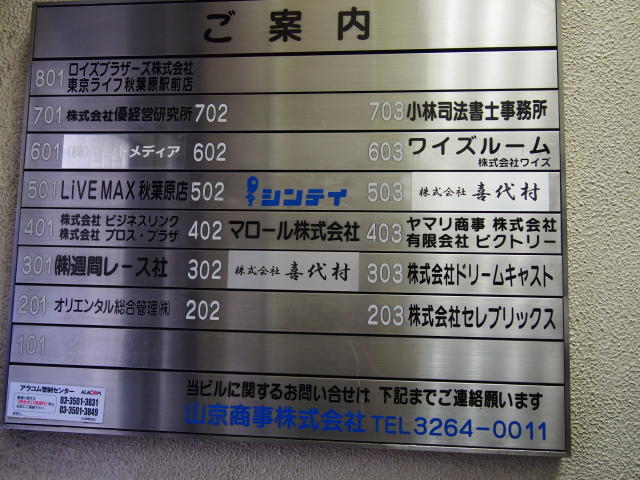 ご案内
801 ロイズブラザーズ株式会社
東京ライフ秋葉原駅前店
701 株式会社優経営研究所 702 703 小林司法書士事務所
601 メディア 602 603 ワイズルーム
株式会社ワイズ
501 LiVE MAX 秋葉原店 502 シンテイ 503 株式会社 喜代村
401 株式会社 ビジネスリンク
株式会社 プロス・プラザ
402 マロール株式会社 403 ヤマリ商事 株式会社
有限会社 ビクトリー
301 ㈱週間レース社 302 株式会社 喜代村 303 株式会社ドリームキャスト
201 オリエンタル総合管理㈱ 202 203 株式会社セレブリックス
101
アラコム管制センター ALACOM
03-3501-3831
03-3501-3849
当ビルに関するお問い合せは 下記までご連絡願います
山京商事株式会社 TEL 3264-0011